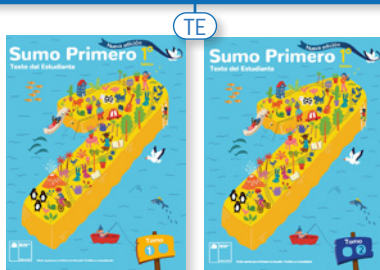 TE
Nueva edición
Sumo Primero 1°
Texto del Estudiante
Tomo
1
Nueva edición
Sumo Primero 1°
Texto del Estudiante
Tomo
2